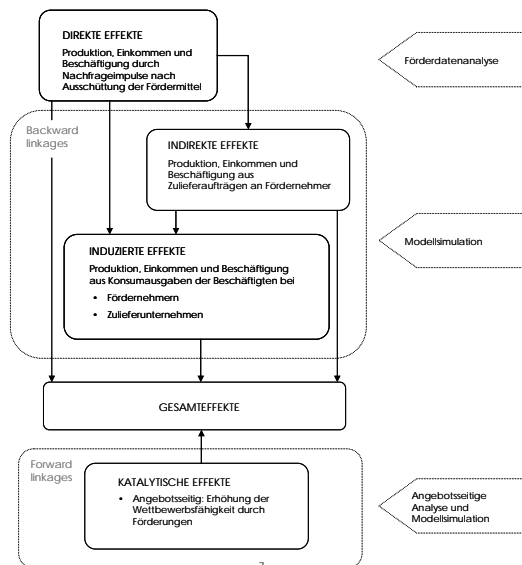 DIREKTE EFFEKTE
Produktion, Einkommen und
Beschäftigung durch
Nachfrageimpulse nach
Ausschüttung der Fördermittel
Förderdatenanalyse
Backward
linkages
INDIREKTE EFFEKTE
Produktion, Einkommen und
Beschäftigung aus
Zulieferaufträgen an Fördernehmer
INDUZIERTE EFFEKTE
Produktion, Einkommen und Beschäftigung
aus Konsumausgaben der Beschäftigten bei
• Fördernehmern
• Zulieferunternehmen
Modellsimulation
GESAMTEFFEKTE
Forward
linkages
KATALYTISCHE EFFEKTE
• Angebotsseitig: Erhöhung der
Wettbewerbsfähigkeit durch
Förderungen
Angebotsseitige
Analyse und
Modellsimulation